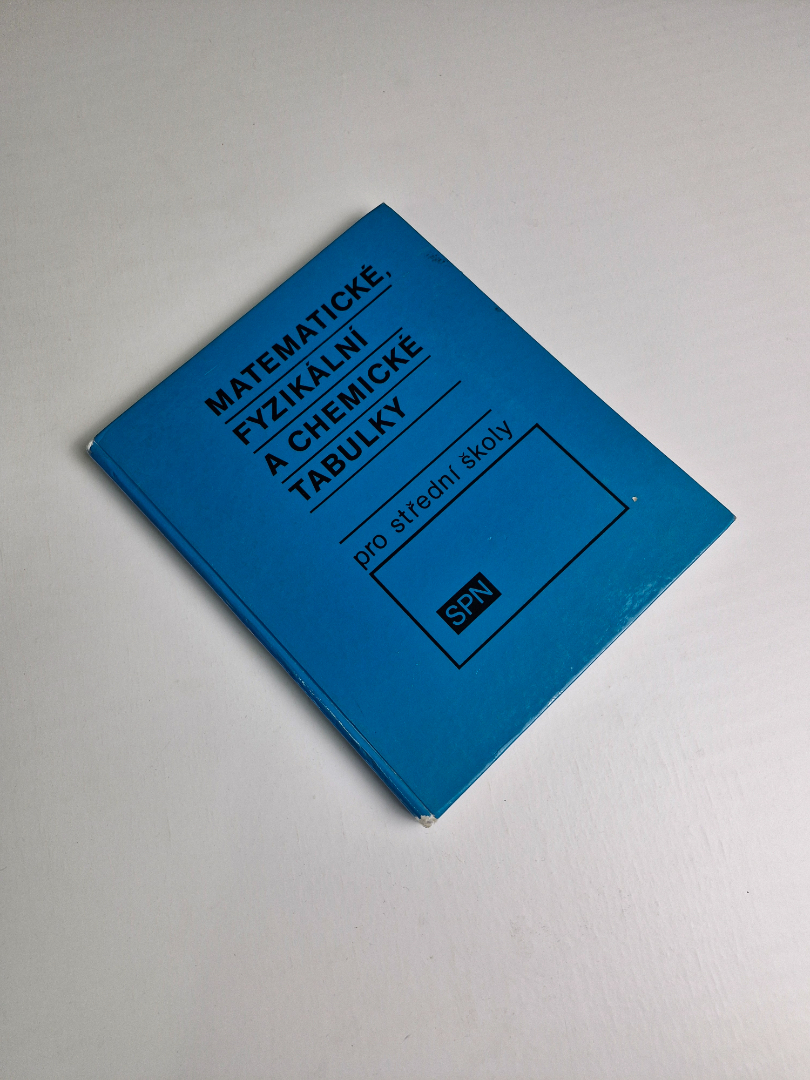 MATEMATICKÉ,
FYZIKÁLNÍ
A CHEMICKÉ
TABULKY
pro střední školy
SPN